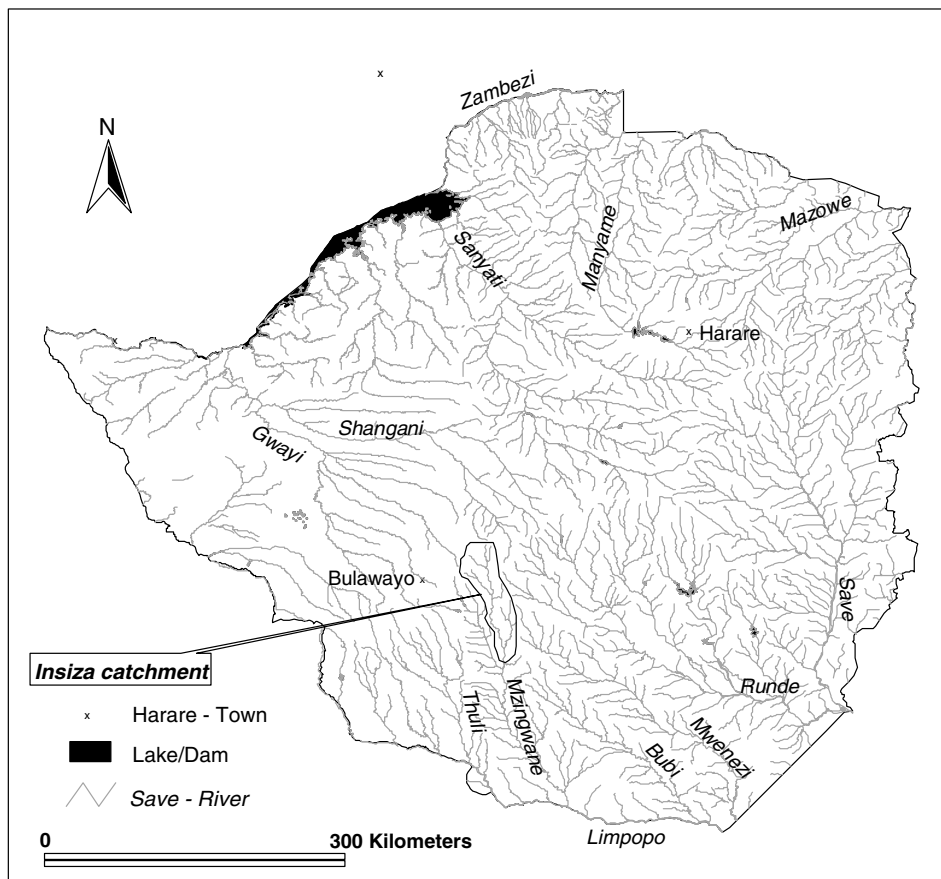 Zambezi
N
Mazowe
Manyame
Sanyati
Harare
Shangani
Gwayi
Bulawayo
Save
Insiza catchment
Runde
x Harare - Town
Thuli
Mzingwane
Mwenezi
Bubi
Lake/Dam
Save - River
0 300 Kilometers
Limpopo